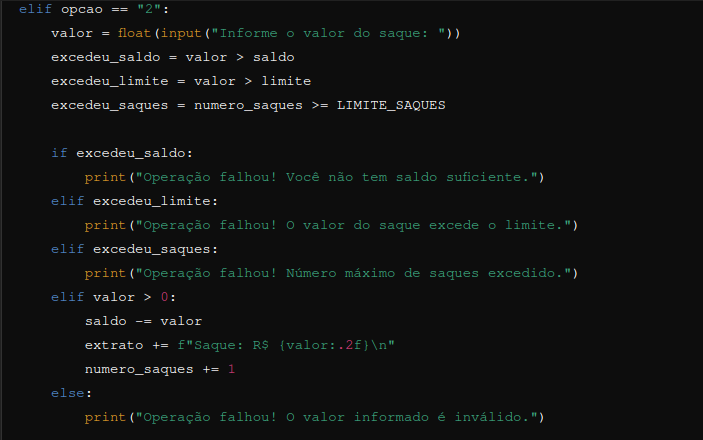 elif opcao == "2":
    valor = float(input("Informe o valor do saque: "))
    excedeu_saldo = valor > saldo
    excedeu_limite = valor > limite
    excedeu_saques = numero_saques >= LIMITE_SAQUES

    if excedeu_saldo:
        print("Operação falhou! Você não tem saldo suficiente.")
    elif excedeu_limite:
        print("Operação falhou! O valor do saque excede o limite.")
    elif excedeu_saques:
        print("Operação falhou! Número máximo de saques excedido.")
    elif valor > 0:
        saldo -= valor
        extrato += f"Saque: R$ {valor:.2f}\n"
        numero_saques += 1
    else:
        print("Operação falhou! O valor informado é inválido.")